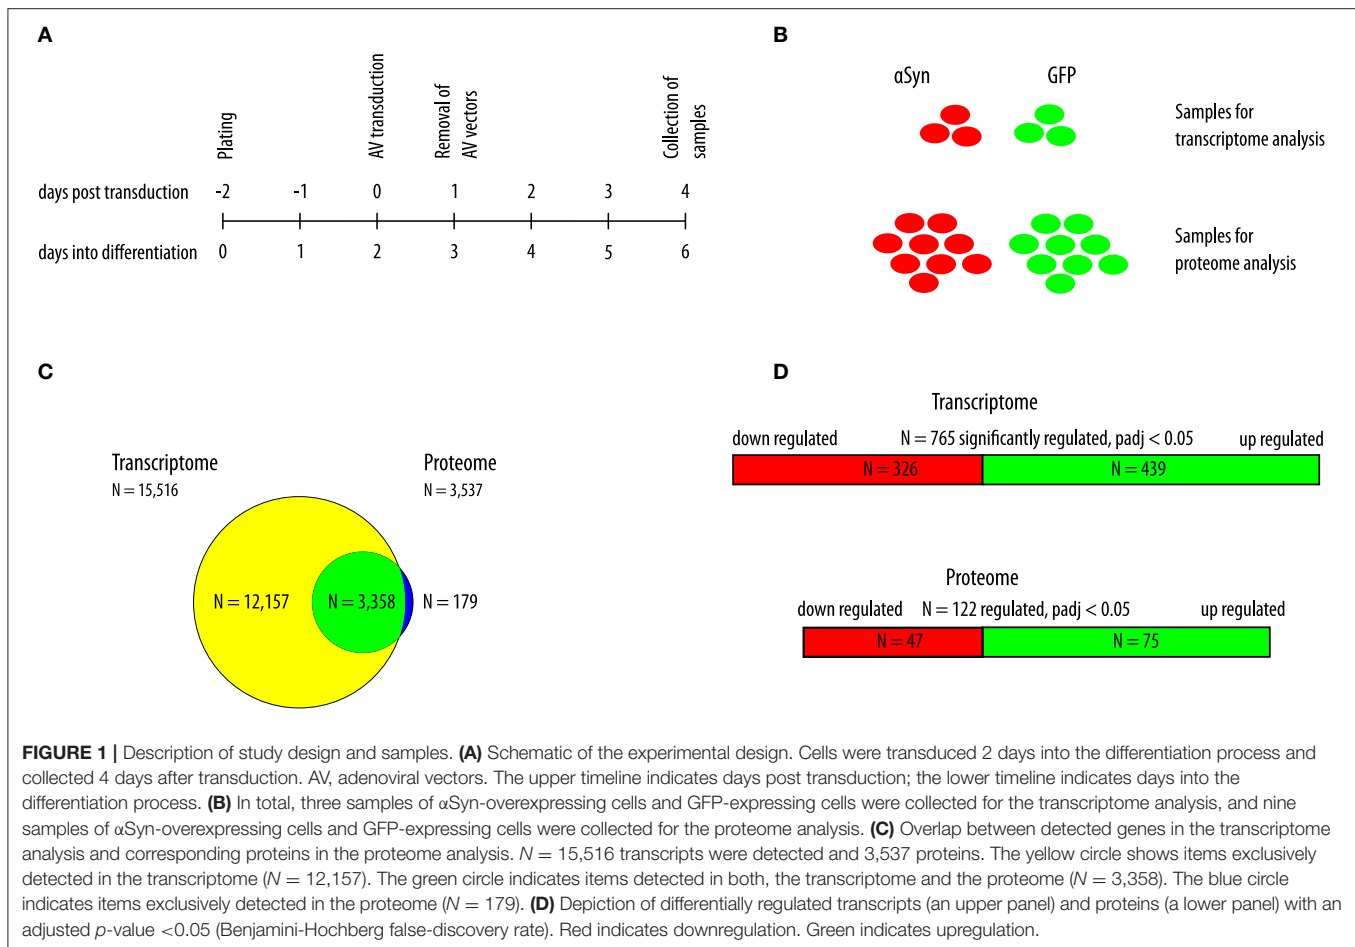 A
Plating
AV transduction
Removal of
AV vectors
Collection of
samples
days post transduction -2 -1 0 1 2 3 4
days into differentiation 0 1 2 3 4 5 6
B
αSyn GFP
Samples for
transcriptome analysis
Samples for
proteome analysis
C
Transcriptome
N = 15,516
Proteome
N = 3,537
N = 12,157 N = 3,358 N = 179
D
Transcriptome
down regulated N = 765 significantly regulated, padj < 0.05 up regulated
N = 326 N = 439
Proteome
down regulated N = 122 regulated, padj < 0.05 up regulated
N = 47 N = 75
FIGURE 1 | Description of study design and samples. (A) Schematic of the experimental design. Cells were transduced 2 days into the differentiation process and
collected 4 days after transduction. AV, adenoviral vectors. The upper timeline indicates days post transduction; the lower timeline indicates days into the
differentiation process. (B) In total, three samples of αSyn-overexpressing cells and GFP-expressing cells were collected for the transcriptome analysis, and nine
samples of αSyn-overexpressing cells and GFP-expressing cells were collected for the proteome analysis. (C) Overlap between detected genes in the transcriptome
analysis and corresponding proteins in the proteome analysis. N = 15,516 transcripts were detected and 3,537 proteins. The yellow circle shows items exclusively
detected in the transcriptome (N = 12,157). The green circle indicates items detected in both, the transcriptome and the proteome (N = 3,358). The blue circle
indicates items exclusively detected in the proteome (N = 179). (D) Depiction of differentially regulated transcripts (an upper panel) and proteins (a lower panel) with an
adjusted p-value <0.05 (Benjamini-Hochberg false-discovery rate). Red indicates downregulation. Green indicates upregulation.